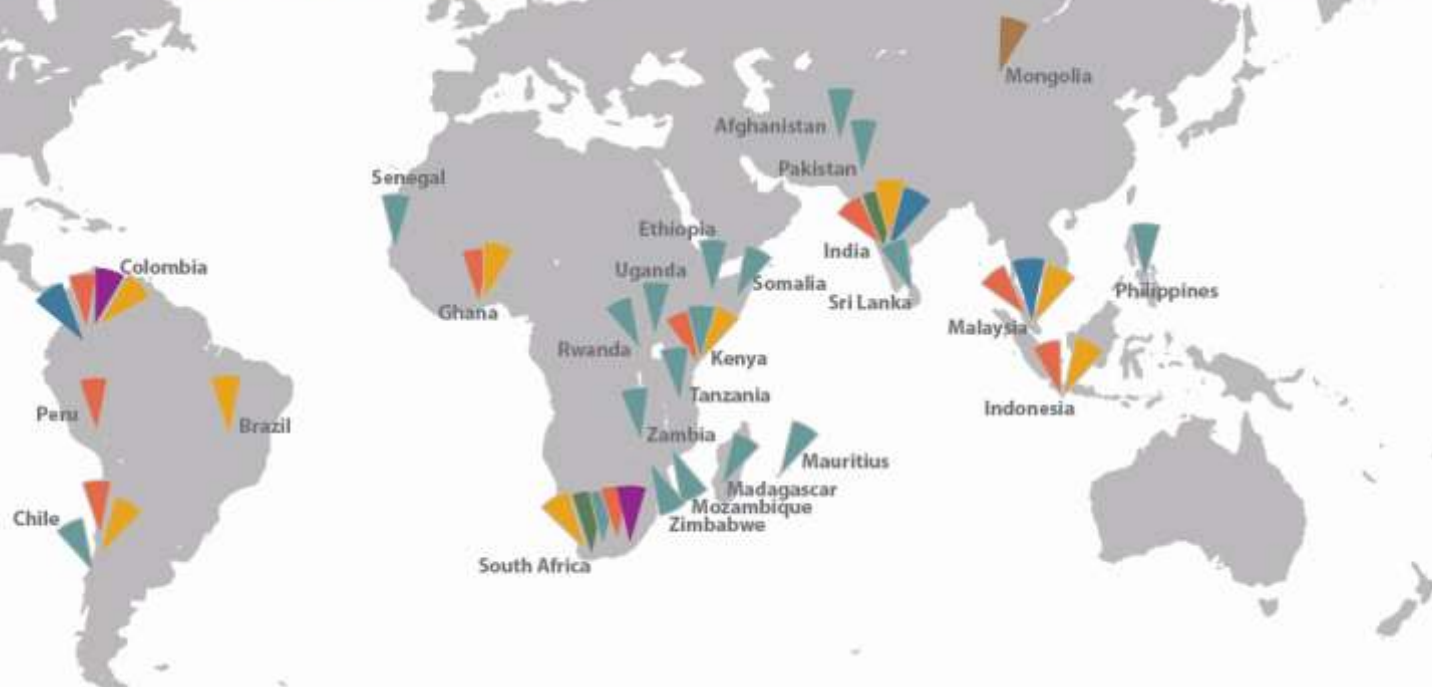 Mongolia
Afghanistan
Pakistan
Senegal
Ethiopia
India
Colombia
Uganda
Somalia
Philippines
Sri Lanka
Ghana
Malaysia
Rwanda
Kenya
Tanzania
Indonesia
Peru
Brazil
Zambia
Mauritius
Madagascar
Mozambique
Chile
Zimbabwe
South Africa